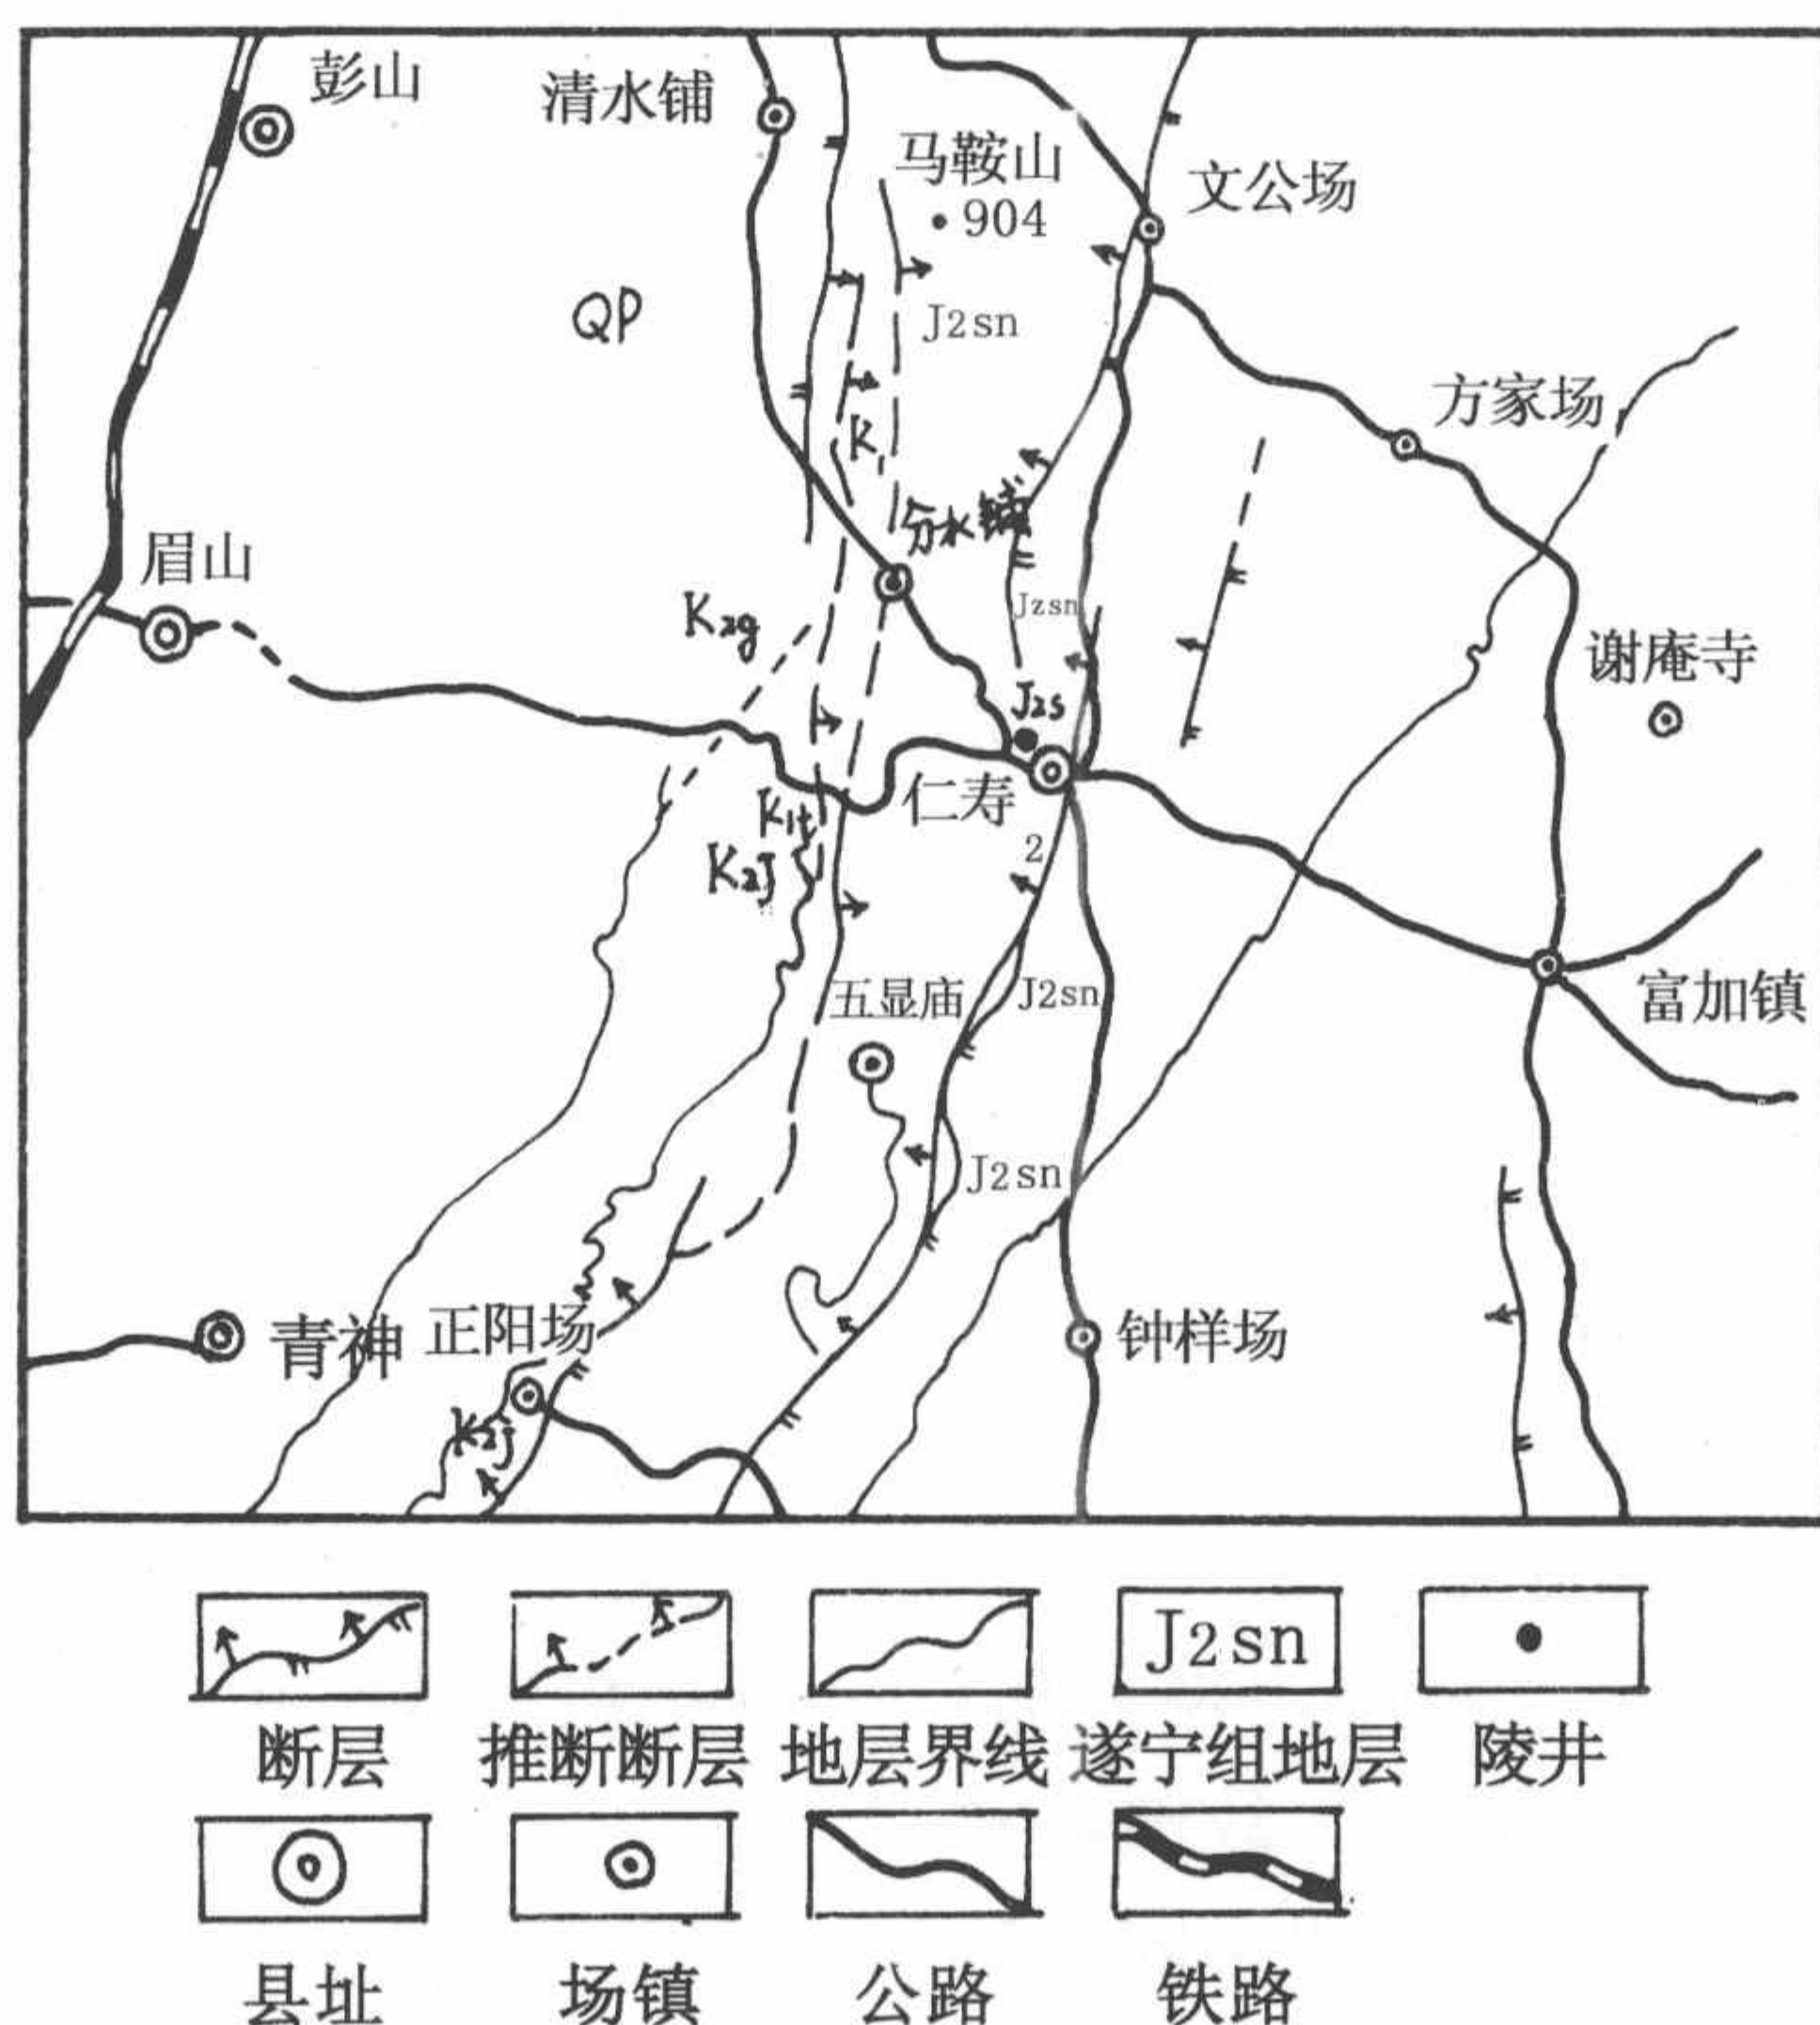 彭山
清水铺
马鞍山
904
文公场
QP
J2sn
方家场
K1
分水铺
眉山
K2g
J2sn
谢庵寺
J2s
仁寿
K1t
2
K2J
五显庙
J2sn
富加镇
J2sn
青神
正阳场
钟样场
K2j
J2sn
断层
推断断层
地层界线
遂宁组地层
陵井
县址
场镇
公路
铁路